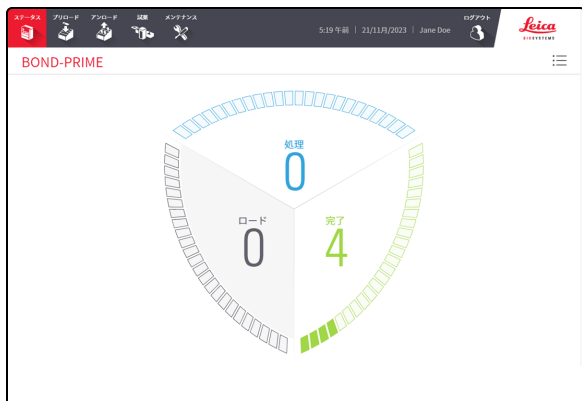 ステータス
プリロード
アンロード
試薬
メンテナンス
5:19 午前 | 21/11月/2023 | Jane Doe
ログアウト
Leica
BIOSYSTEMS
BOND-PRIME
処理
0
ロード
0
完了
4